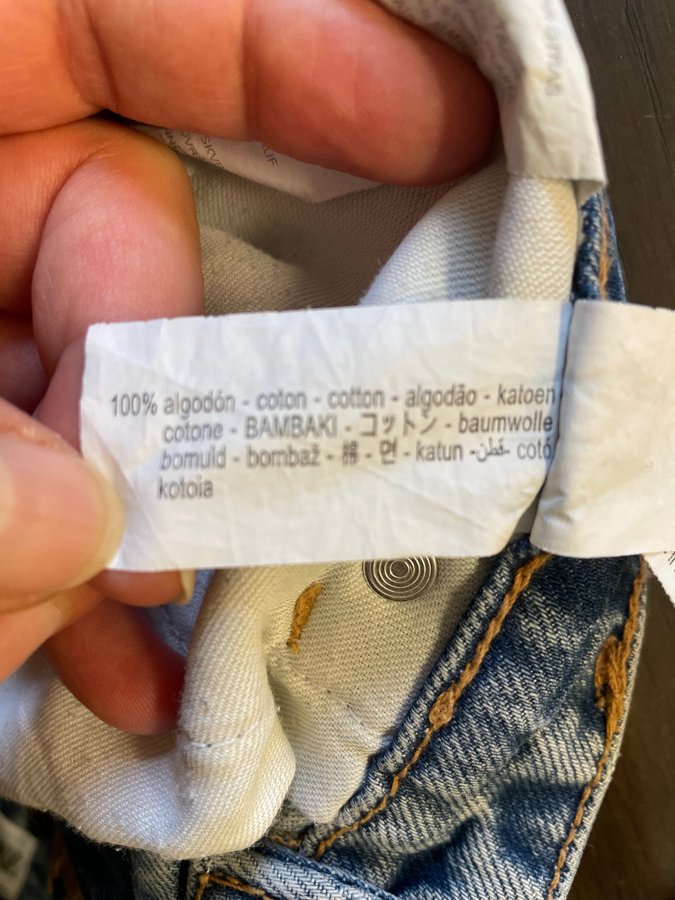 100% algodón - coton - cotton - algodão - katoen
cotone - BAMBAKI - コットン - baumwolle
bomuld - bombaž - 棉 - 면 - katun -قطن- cotó
kotoia